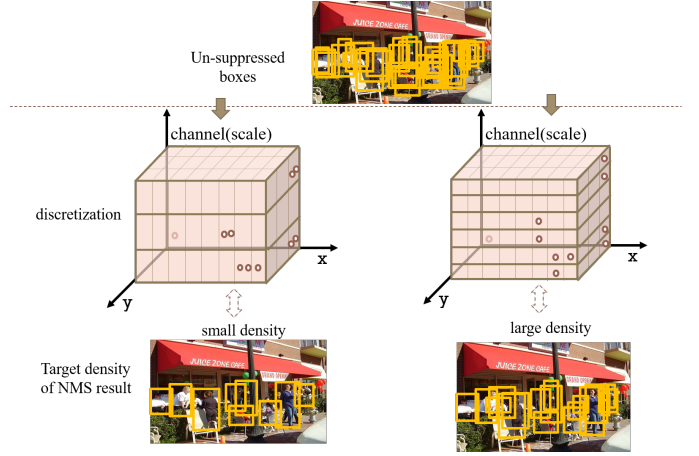 JUICE ZONE CAFE
Un-suppressed
boxes
channel(scale)
channel(scale)
discretization
x
x
y
y
small density
large density
Target density
of NMS result
JUICE ZONE CAFE
JUICE ZONE CAFE